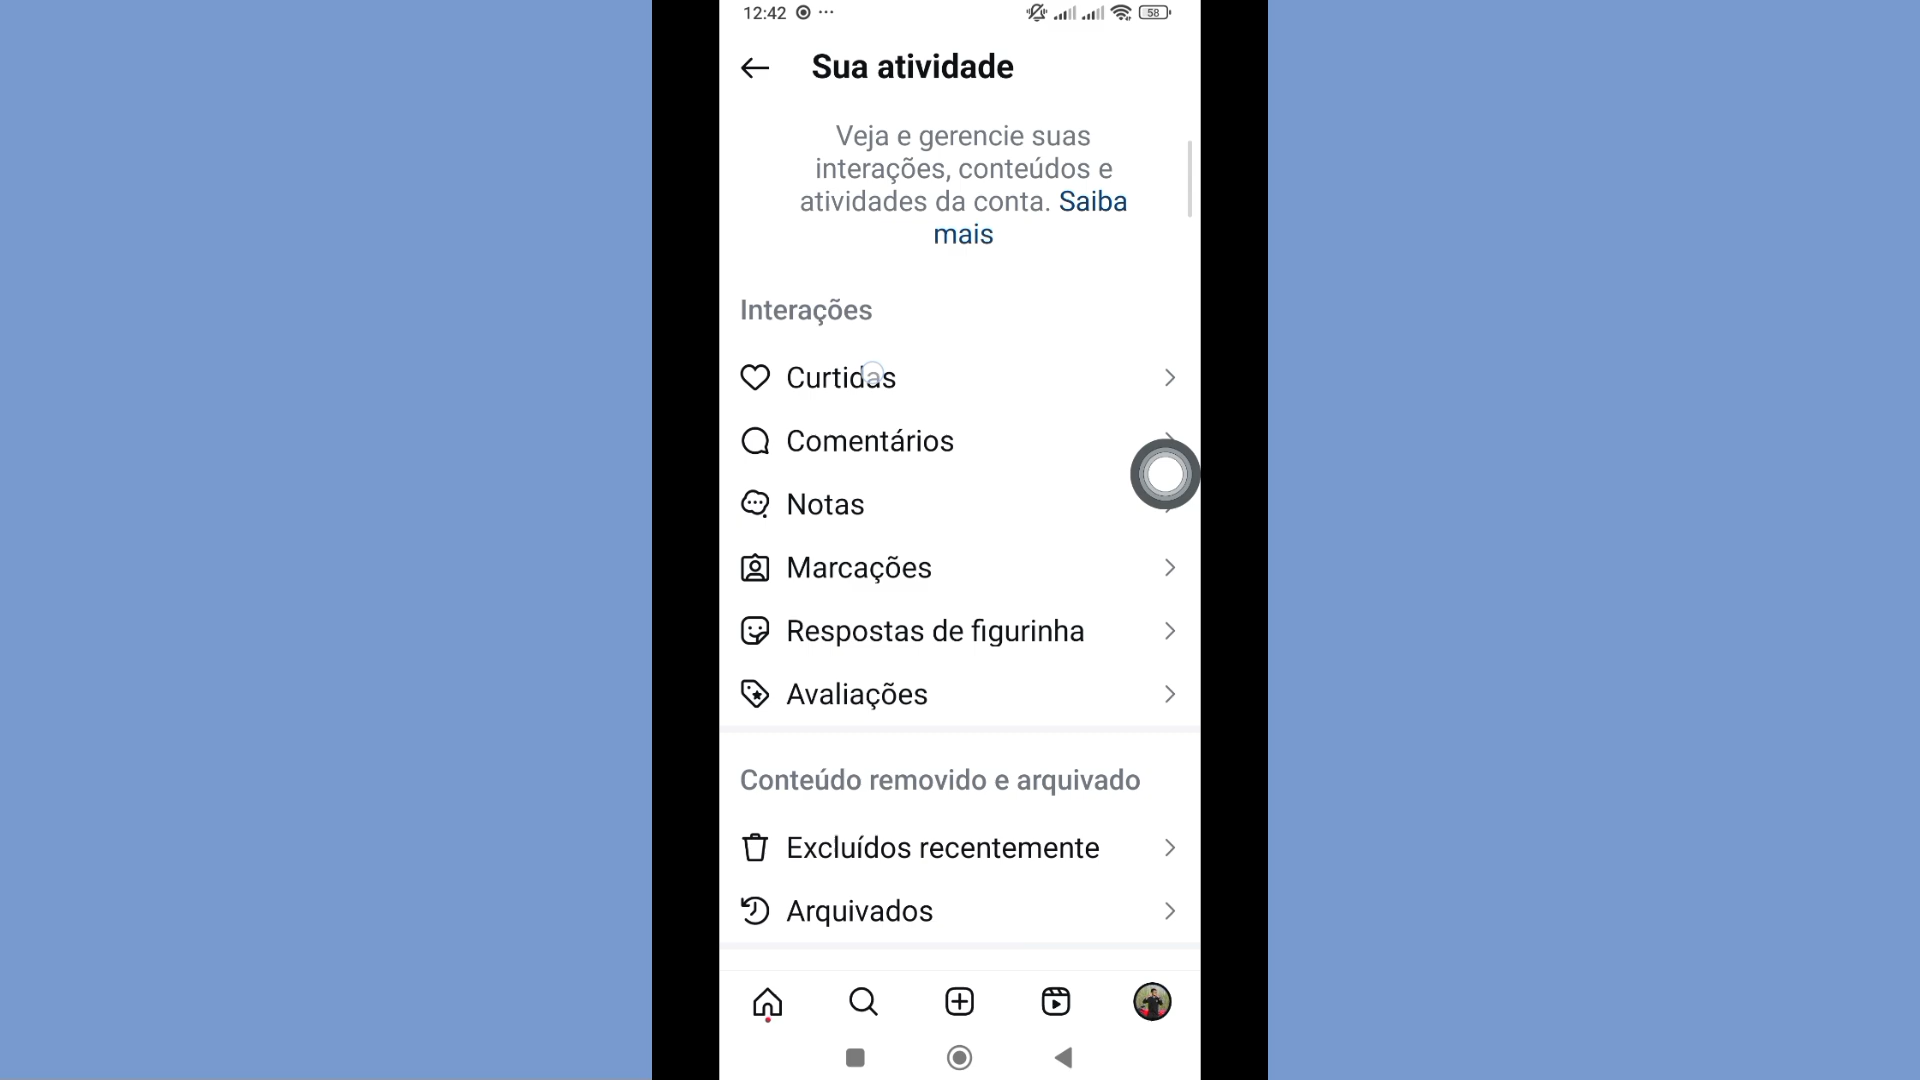 12:42
58
Sua atividade
Veja e gerencie suas
interações, conteúdos e
atividades da conta. Saiba
mais
Interações
Curtidas
Comentários
Notas
Marcações
Respostas de figurinha
Avaliações
Conteúdo removido e arquivado
Excluídos recentemente
Arquivados